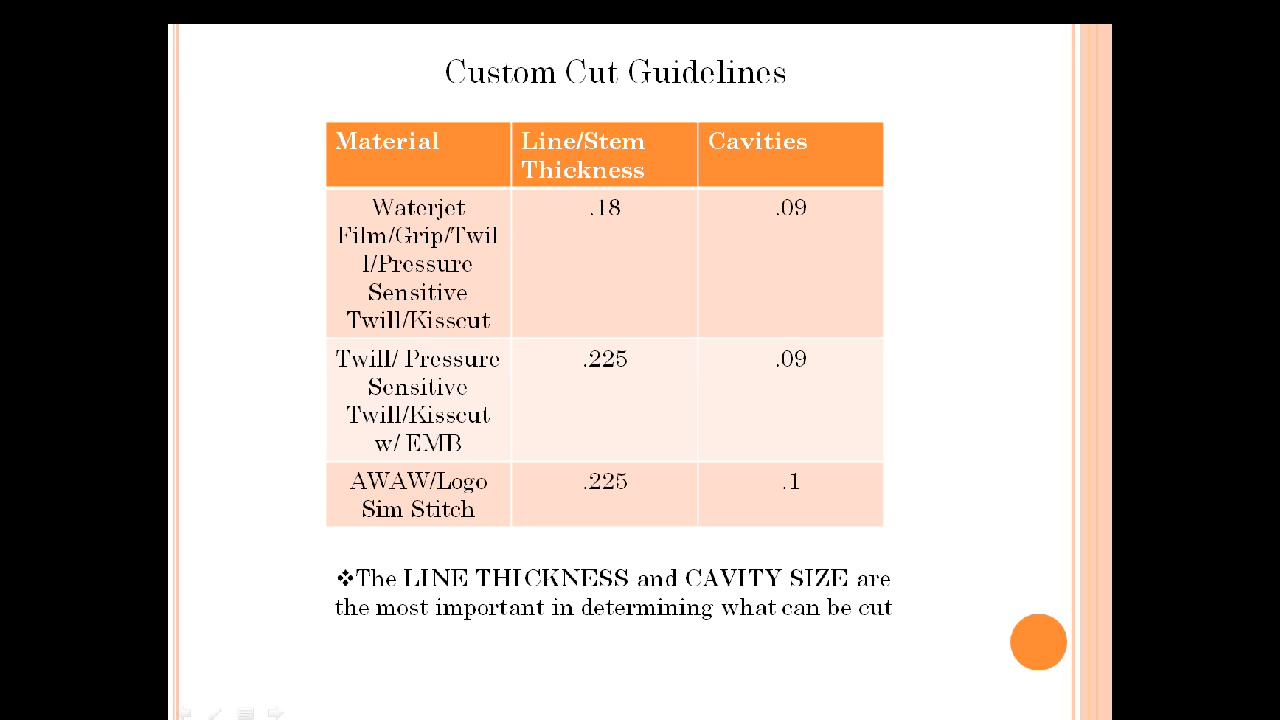 Custom Cut Guidelines
Material
Line/Stem
Thickness
Cavities
Waterjet
Film/Grip/Twil
l/Pressure
Sensitive
Twill/Kisscut
.18
.09
Twill/ Pressure
Sensitive
Twill/Kisscut
w/ EMB
.225
.09
AWAW/Logo
Sim Stitch
.225
.1
❖The LINE THICKNESS and CAVITY SIZE are
the most important in determining what can be cut